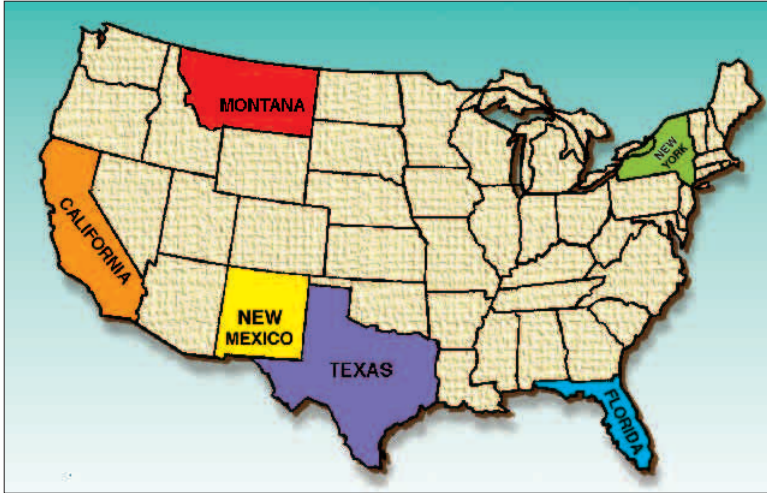 MONTANA
NEW
YORK
CALIFORNIA
NEW
MEXICO
TEXAS
FLORIDA